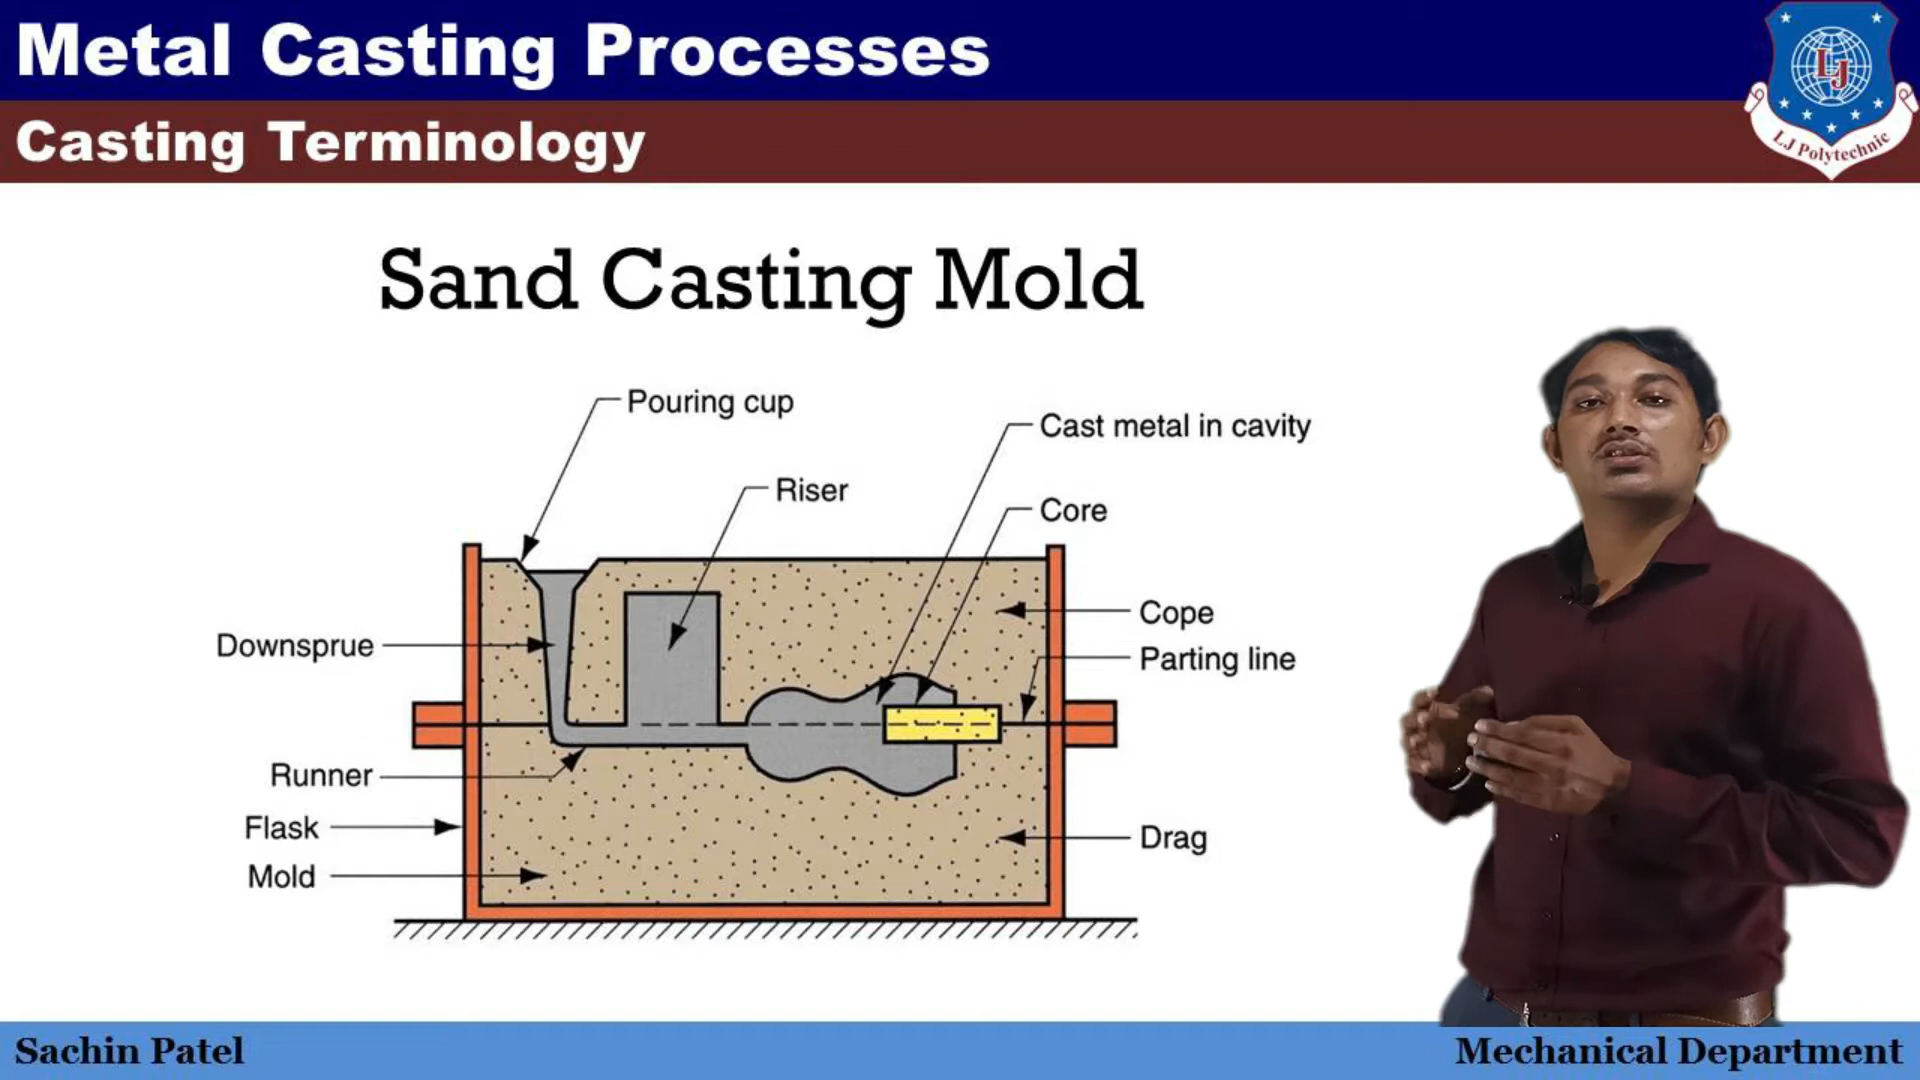 Metal Casting Processes
Casting Terminology
LJ
LJ Polytechnic
Sand Casting Mold
Pouring cup
Cast metal in cavity
Riser
Core
Cope
Downsprue
Parting line
Runner
Flask
Drag
Mold
Sachin Patel
Mechanical Department